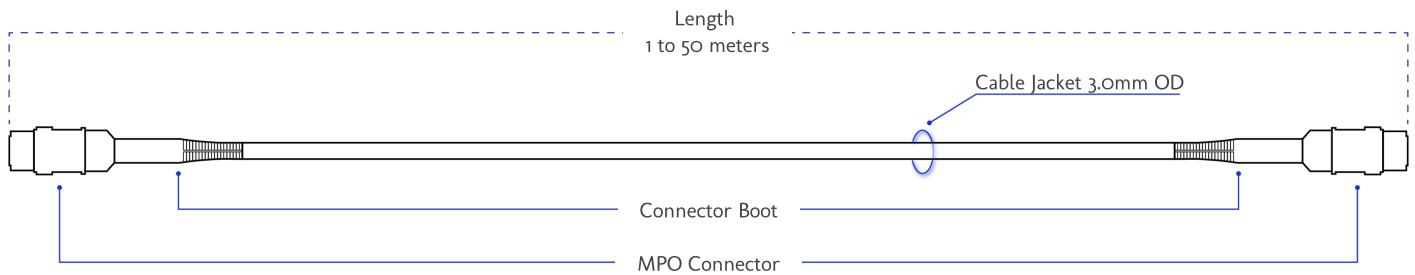 Length
1 to 50 meters
Cable Jacket 3.0mm OD
Connector Boot
MPO Connector